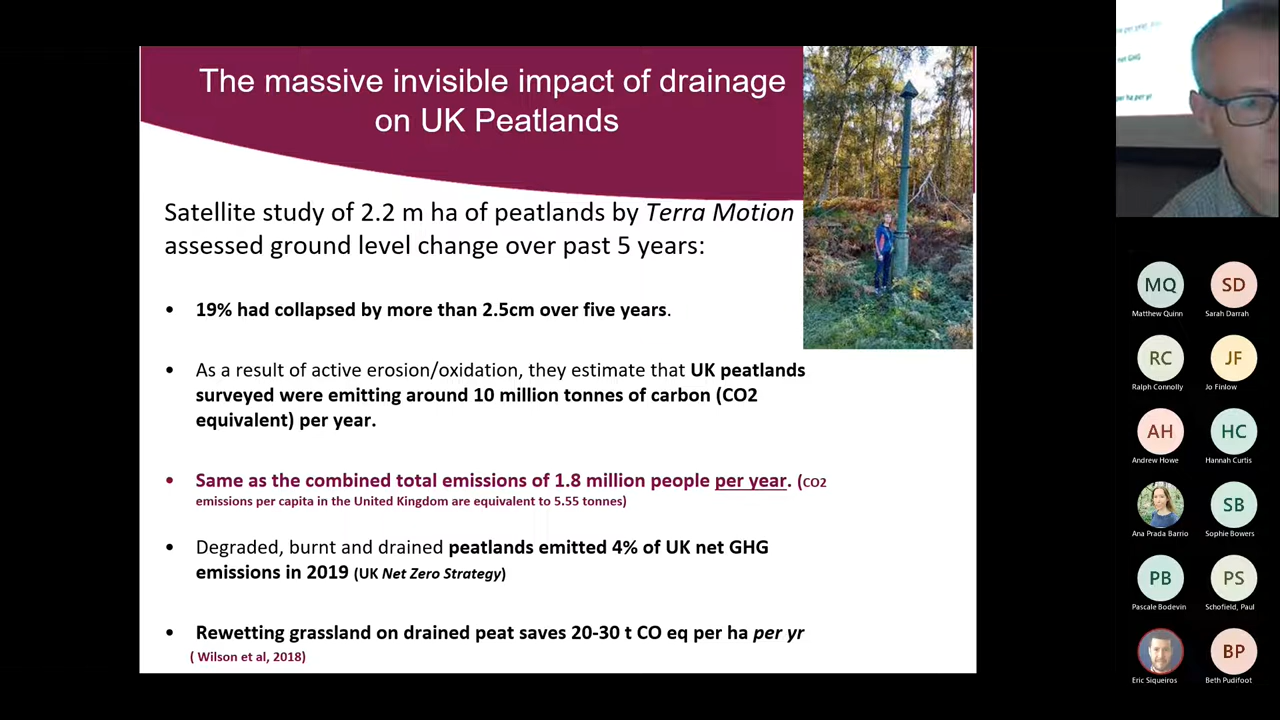 The massive invisible impact of drainage
on UK Peatlands
Satellite study of 2.2 m ha of peatlands by Terra Motion
assessed ground level change over past 5 years:
• 19% had collapsed by more than 2.5cm over five years.
• As a result of active erosion/oxidation, they estimate that UK peatlands
surveyed were emitting around 10 million tonnes of carbon (CO2
equivalent) per year.
• Same as the combined total emissions of 1.8 million people per year. (CO2
emissions per capita in the United Kingdom are equivalent to 5.55 tonnes)
• Degraded, burnt and drained peatlands emitted 4% of UK net GHG
emissions in 2019 (UK Net Zero Strategy)
• Rewetting grassland on drained peat saves 20-30 t CO eq per ha per yr
( Wilson et al, 2018)
net GHG
per ha per yr
MQ
SD
Matthew Quinn
Sarah Darrah
RC
JF
Ralph Connolly
Jo Finlow
AH
HC
Andrew Howe
Hannah Curtis
SB
Ana Prada Barrio
Sophie Bowers
PB
PS
Pascale Bodevin
Schofield, Paul
BP
Eric Siqueiros
Beth Pudifoot